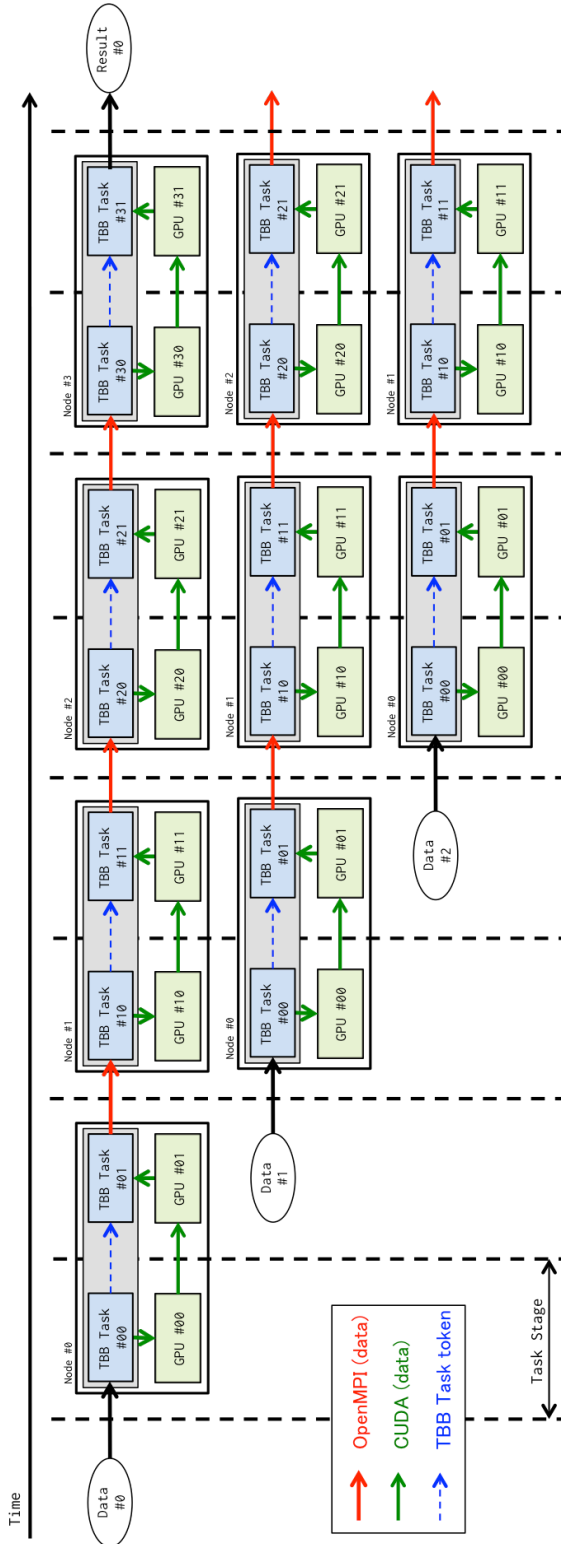 Time
Data
#0
Node #0
TBB Task
#00
TBB Task
#01
GPU #00
GPU #01
Node #1
TBB Task
#10
TBB Task
#11
GPU #10
GPU #11
Node #2
TBB Task
#20
TBB Task
#21
GPU #20
GPU #21
Node #3
TBB Task
#30
TBB Task
#31
GPU #30
GPU #31
Result
#0
Data
#1
Node #0
TBB Task
#00
TBB Task
#01
GPU #00
GPU #01
Node #1
TBB Task
#10
TBB Task
#11
GPU #10
GPU #11
Node #2
TBB Task
#20
TBB Task
#21
GPU #20
GPU #21
Data
#2
Node #0
TBB Task
#00
TBB Task
#01
GPU #00
GPU #01
Node #1
TBB Task
#10
TBB Task
#11
GPU #10
GPU #11
OpenMPI (data)
CUDA (data)
TBB Task token
Task Stage